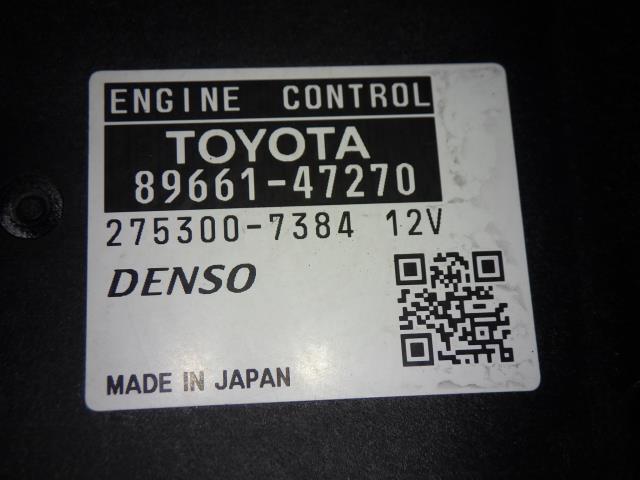 ENGINE CONTROL
TOYOTA
89661-47270
275300-7384 12V
DENSO
MADE IN JAPAN